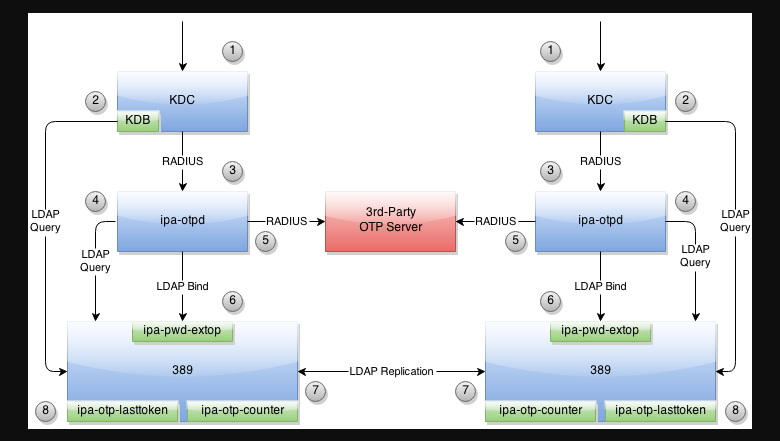 1
1
KDC
KDC
2
KDB
KDB
2
RADIUS
RADIUS
3
3
4
ipa-otpd
RADIUS
3rd-Party
OTP Server
RADIUS
ipa-otpd
4
LDAP
Query
5
5
LDAP
Query
LDAP
Query
LDAP
Query
LDAP Bind
LDAP Bind
6
6
ipa-pwd-extop
ipa-pwd-extop
389
LDAP Replication
389
7
7
8
ipa-otp-lasttoken
ipa-otp-counter
ipa-otp-counter
ipa-otp-lasttoken
8